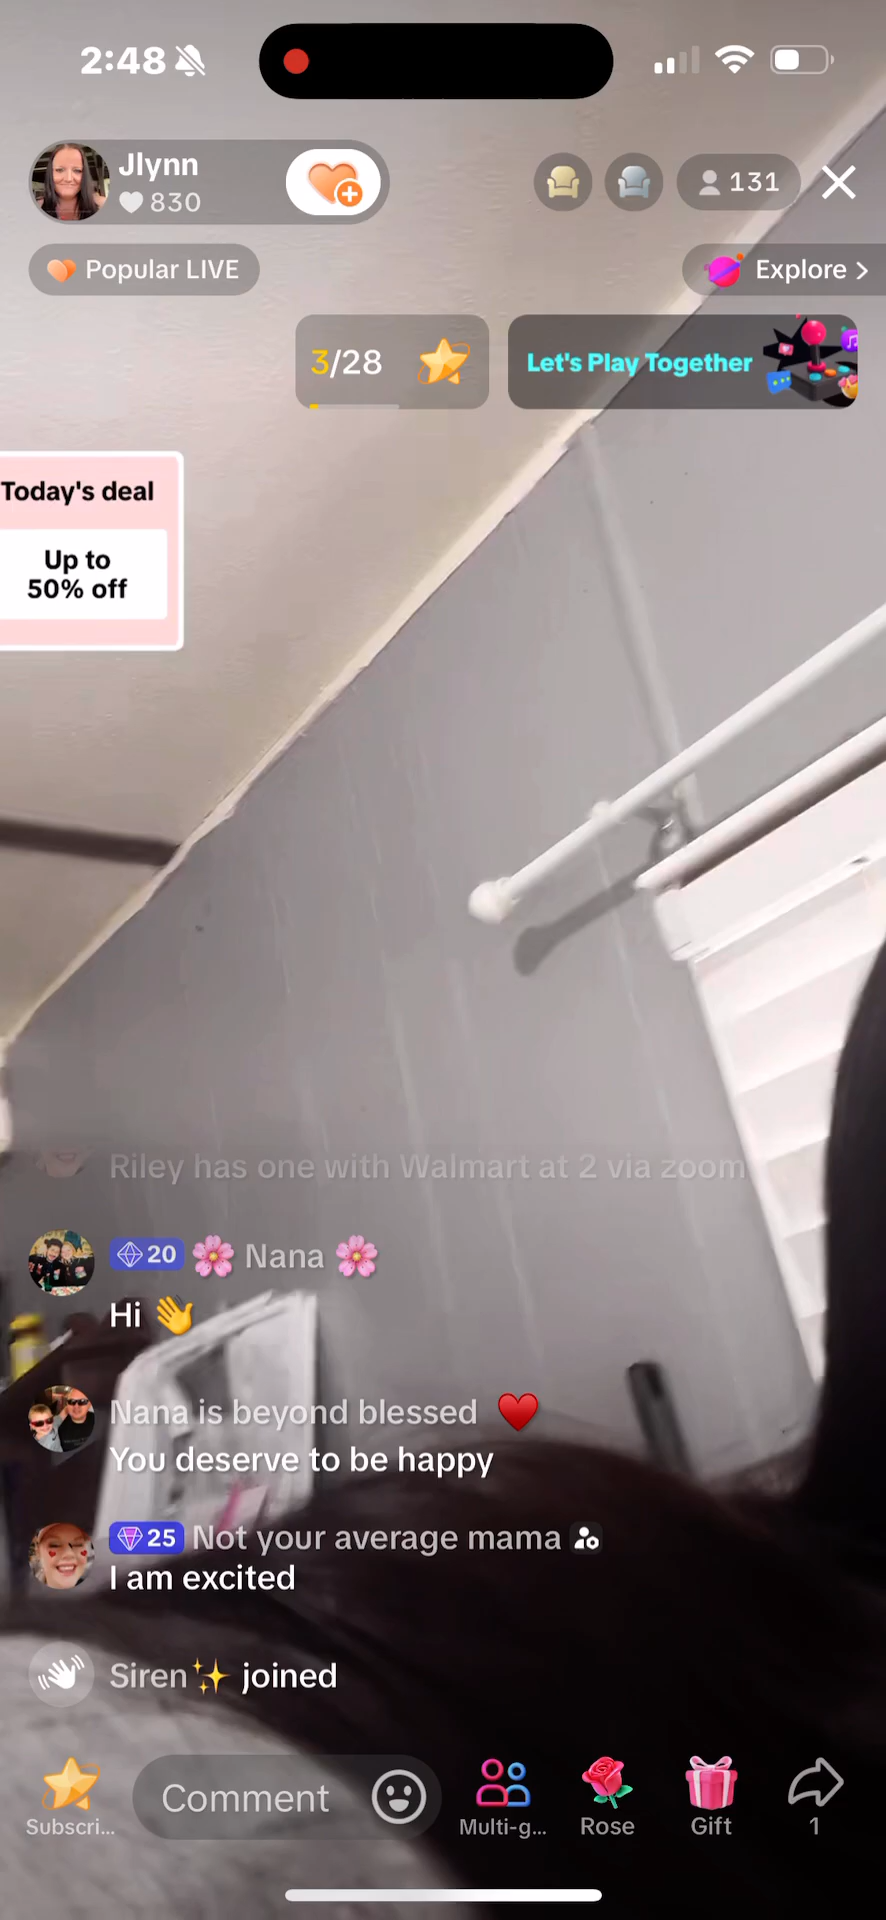 2:48
Jlynn
830
131
Popular LIVE
Explore >
3/28
Let's Play Together
Today's deal
Up to
50% off
Riley has one with Walmart at 2 via zoom
20 🌸 Nana 🌸
Hi 👋
Nana is beyond blessed ♥️
You deserve to be happy
25 Not your average mama
I am excited
Siren✨ joined
Comment
Subscri...
Multi-g...
Rose
Gift
1